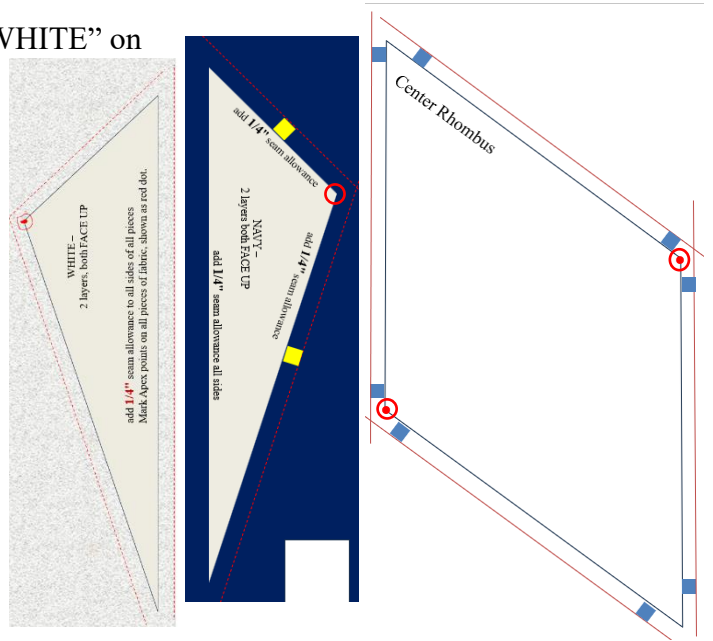 WHITE” on
WHITE –
2 layers, both FACE UP
add 1/4" seam allowance to all sides of all pieces
Mark Apex points on all pieces of fabric, shown as red dot.
add 1/4" seam allowance
NAVY –
2 layers both FACE UP
add 1/4" seam allowance
add 1/4" seam allowance all sides
Center Rhombus